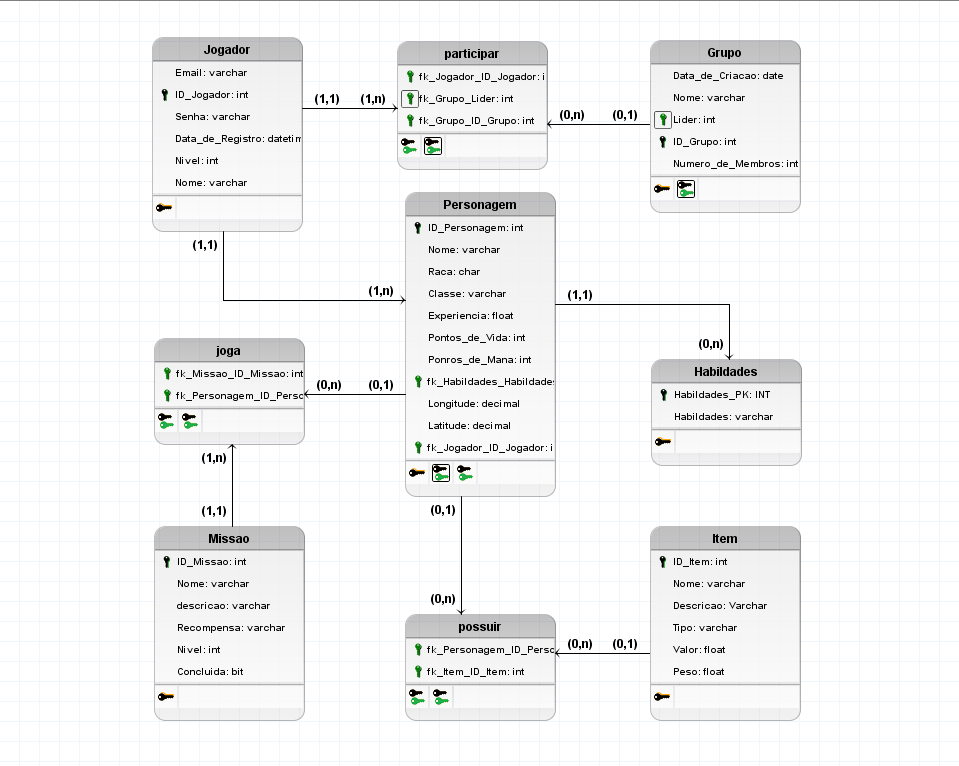 Jogador
Email: varchar
ID_Jogador: int
Senha: varchar
Data_de_Registro: datetim
Nivel: int
Nome: varchar
(1,1)
(1,n)
participar
fk_Jogador_ID_Jogador: i
fk_Grupo_Lider: int
fk_Grupo_ID_Grupo: int
(0,n)
(0,1)
Grupo
Data_de_Criacao: date
Nome: varchar
Lider: int
ID_Grupo: int
Numero_de_Membros: int
(1,1)
(1,n)
Personagem
ID_Personagem: int
Nome: varchar
Raca: char
Classe: varchar
Experiencia: float
Pontos_de_Vida: int
Ponros_de_Mana: int
fk_Habildades_Habildades
Longitude: decimal
Latitude: decimal
fk_Jogador_ID_Jogador: i
(1,1)
(0,n)
Habildades
Habildades_PK: INT
Habildades: varchar
joga
fk_Missao_ID_Missao: int
fk_Personagem_ID_Perso
(0,n)
(0,1)
(1,n)
(1,1)
Missao
ID_Missao: int
Nome: varchar
descricao: varchar
Recompensa: varchar
Nivel: int
Concluida: bit
(0,1)
(0,n)
possuir
fk_Personagem_ID_Perso
fk_Item_ID_Item: int
(0,n)
(0,1)
Item
ID_Item: int
Nome: varchar
Descricao: Varchar
Tipo: varchar
Valor: float
Peso: float